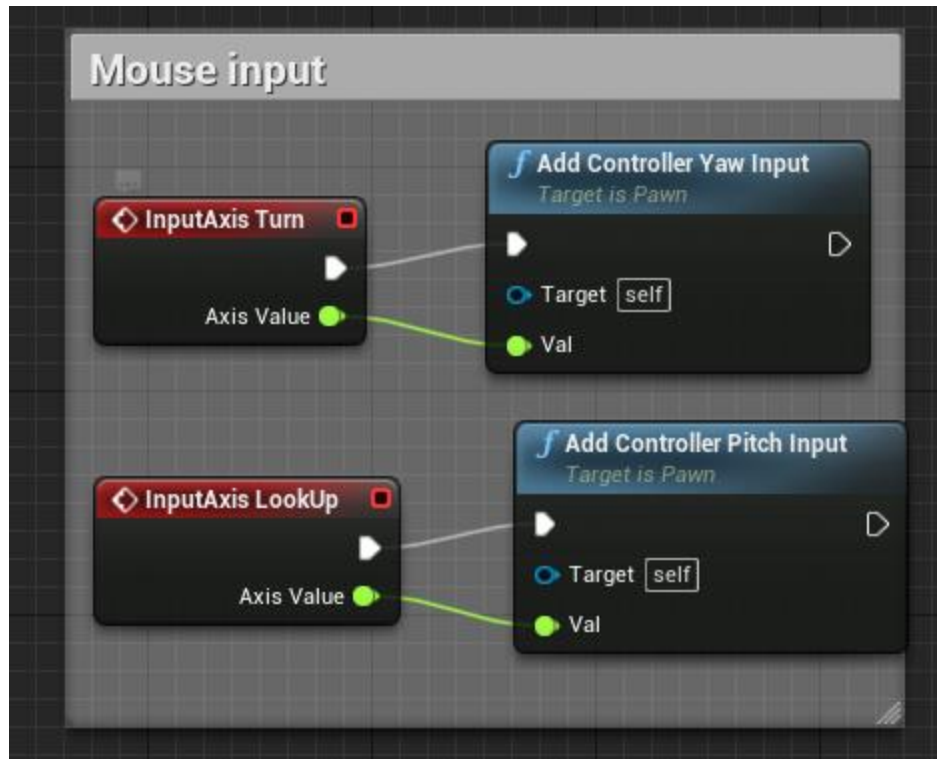 Mouse input
InputAxis Turn
Axis Value
Add Controller Yaw Input
Target is Pawn
Target self
Val
InputAxis LookUp
Axis Value
Add Controller Pitch Input
Target is Pawn
Target self
Val